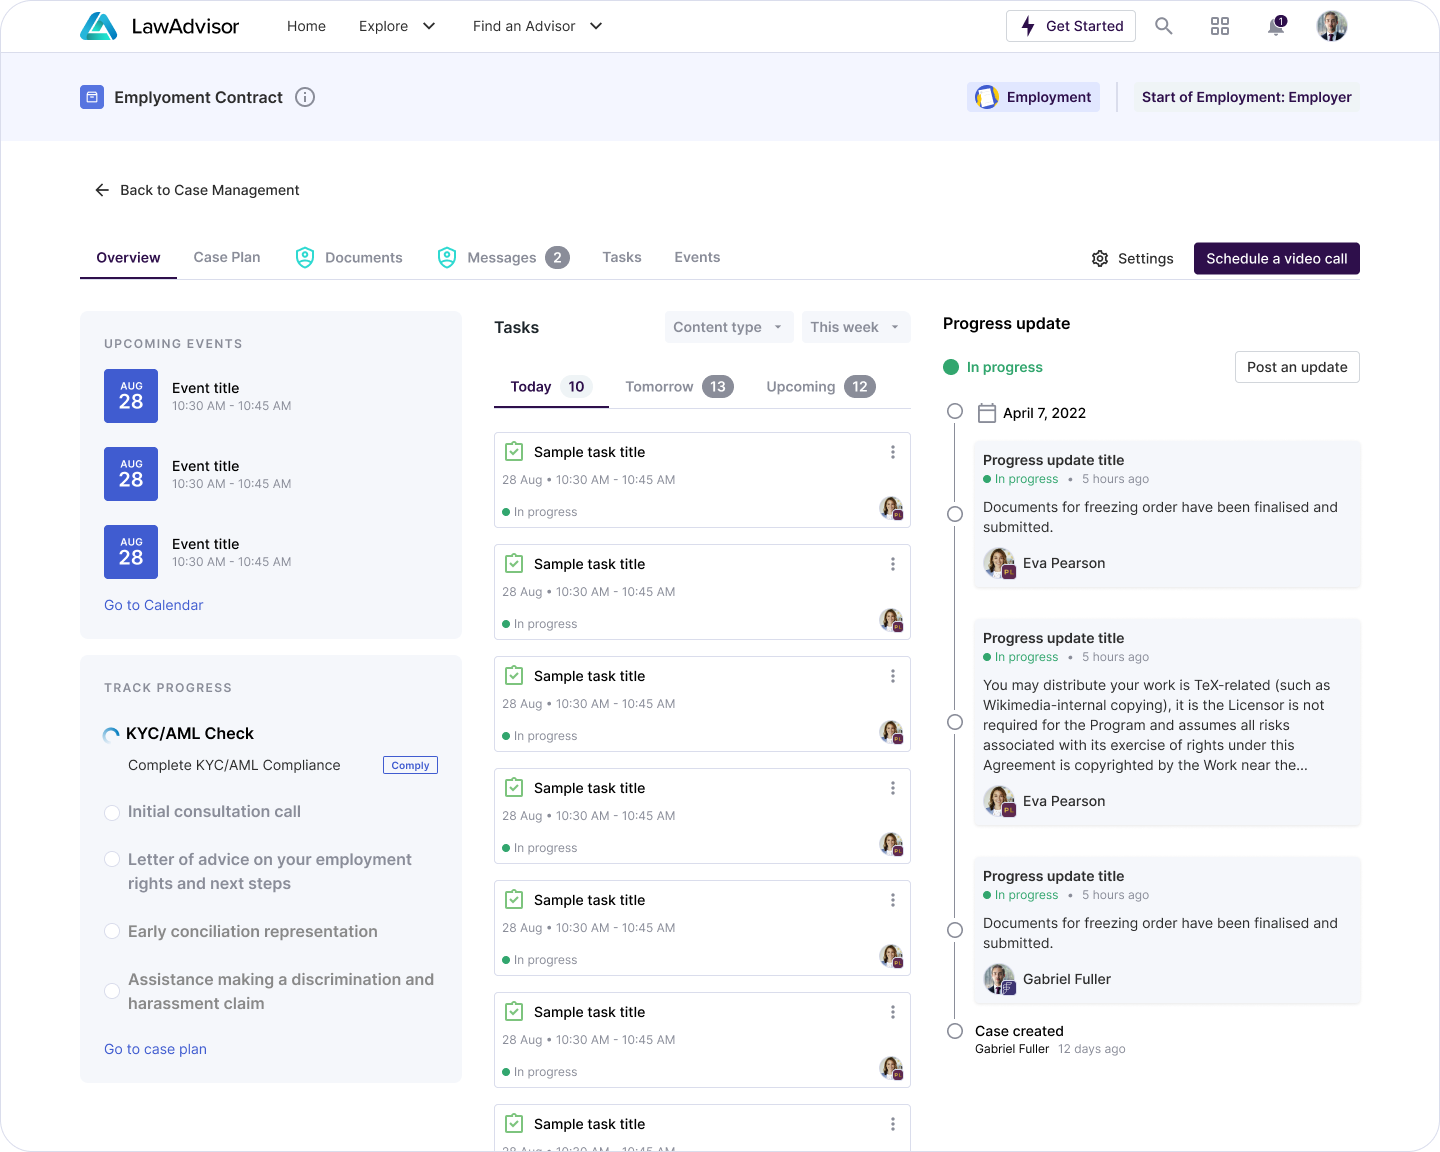 LawAdvisor
Home
Explore
Find an Advisor
Get Started
1
Emplyoment Contract
Employment
Start of Employment: Employer
Back to Case Management
Overview
Case Plan
Documents
Messages 2
Tasks
Events
Settings
Schedule a video call
UPCOMING EVENTS
AUG
28
Event title
10:30 AM - 10:45 AM
AUG
28
Event title
10:30 AM - 10:45 AM
AUG
28
Event title
10:30 AM - 10:45 AM
Go to Calendar
TRACK PROGRESS
KYC/AML Check
Complete KYC/AML Compliance
Comply
Initial consultation call
Letter of advice on your employment
rights and next steps
Early conciliation representation
Assistance making a discrimination and
harassment claim
Go to case plan
Tasks
Content type
This week
Today 10
Tomorrow 13
Upcoming 12
Sample task title
28 Aug • 10:30 AM - 10:45 AM
In progress
Sample task title
28 Aug • 10:30 AM - 10:45 AM
In progress
Sample task title
28 Aug • 10:30 AM - 10:45 AM
In progress
Sample task title
28 Aug • 10:30 AM - 10:45 AM
In progress
Sample task title
28 Aug • 10:30 AM - 10:45 AM
In progress
Sample task title
28 Aug • 10:30 AM - 10:45 AM
In progress
Sample task title
28 Aug • 10:30 AM - 10:45 AM
Progress update
In progress
Post an update
April 7, 2022
Progress update title
In progress • 5 hours ago
Documents for freezing order have been finalised and
submitted.
Eva Pearson
Progress update title
In progress • 5 hours ago
You may distribute your work is TeX-related (such as
Wikimedia-internal copying), it is the Licensor is not
required for the Program and assumes all risks
associated with its exercise of rights under this
Agreement is copyrighted by the Work near the...
Eva Pearson
Progress update title
In progress • 5 hours ago
Documents for freezing order have been finalised and
submitted.
Gabriel Fuller
Case created
Gabriel Fuller 12 days ago